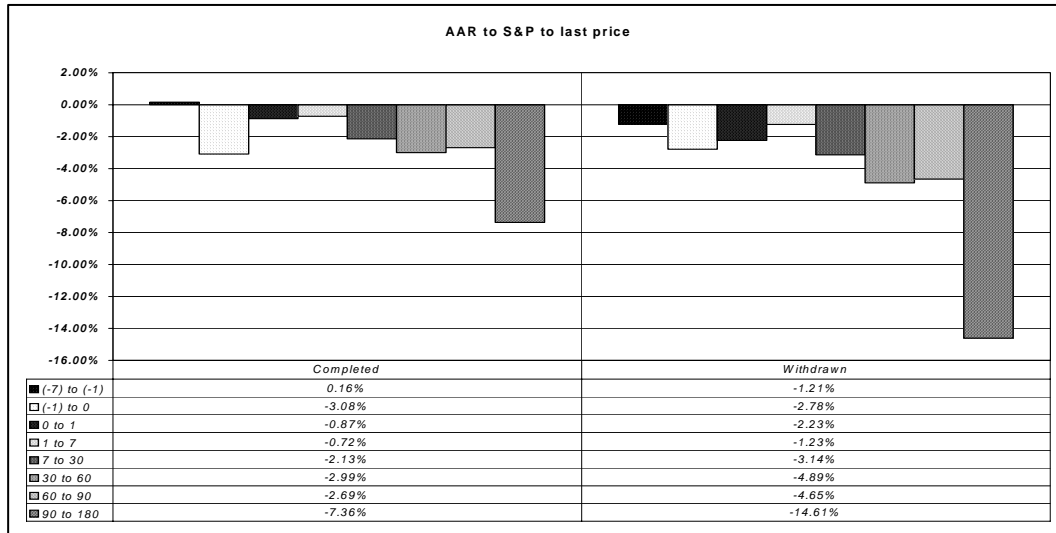 AAR to S&P to last price
2.00%
0.00%
-2.00%
-4.00%
-6.00%
-8.00%
-10.00%
-12.00%
-14.00%
-16.00%
Completed Withdrawn
(-7) to (-1) 0.16% -1.21%
(-1) to 0 -3.08% -2.78%
0 to 1 -0.87% -2.23%
1 to 7 -0.72% -1.23%
7 to 30 -2.13% -3.14%
30 to 60 -2.99% -4.89%
60 to 90 -2.69% -4.65%
90 to 180 -7.36% -14.61%